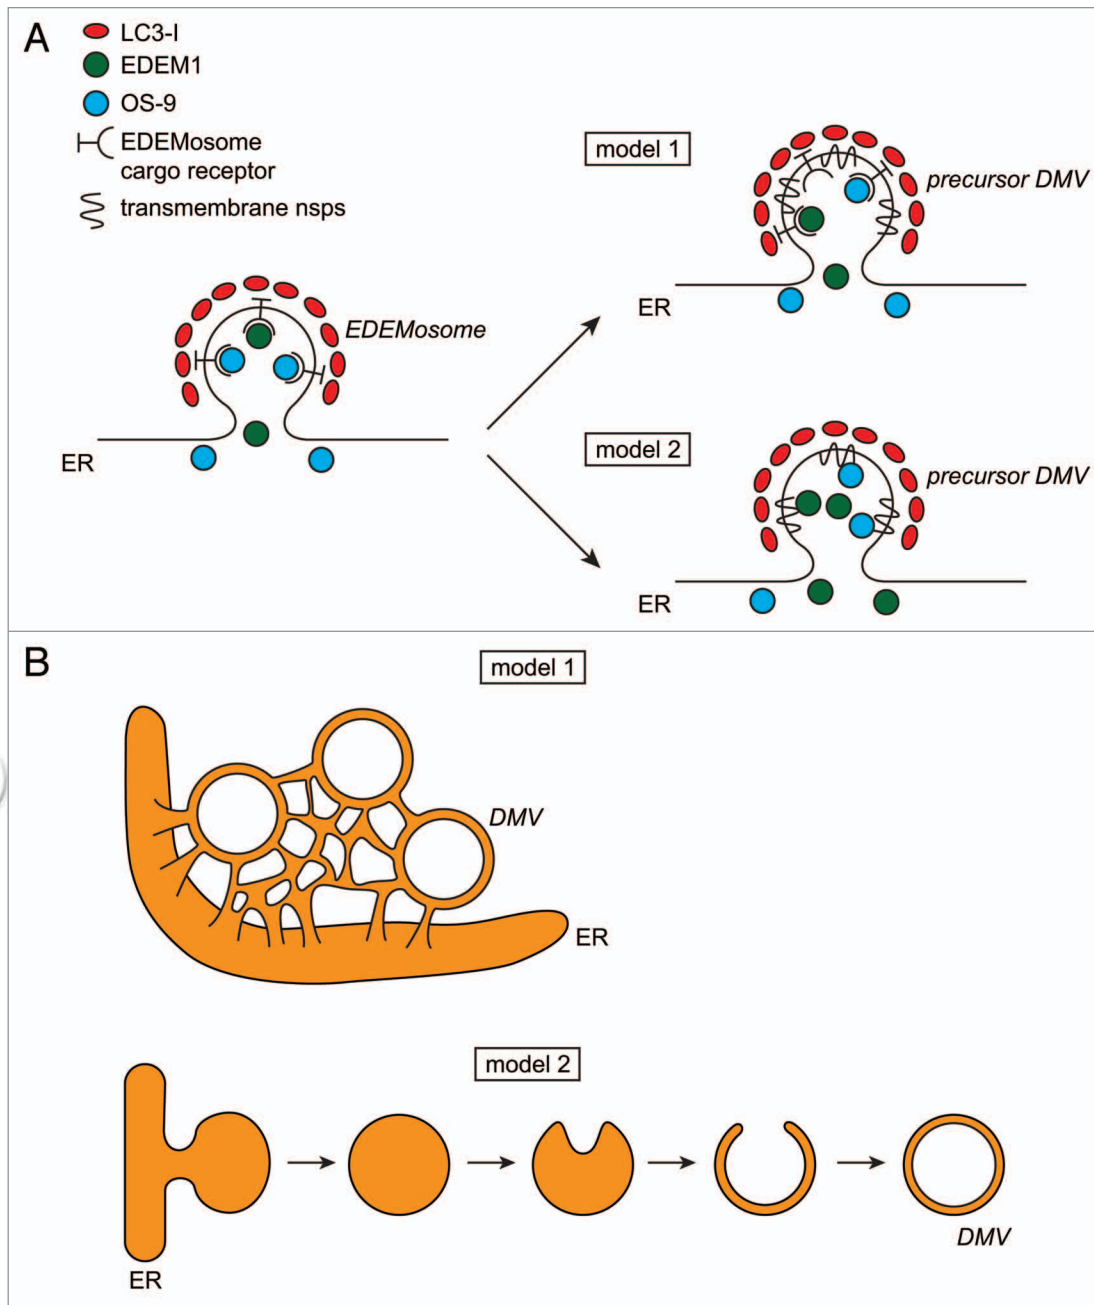 A
LC3-I
EDEM1
OS-9
EDEMosome
cargo receptor
transmembrane nsps
EDEMosome
ER
model 1
precursor DMV
ER
model 2
precursor DMV
ER
B
model 1
DMV
ER
model 2
ER
DMV